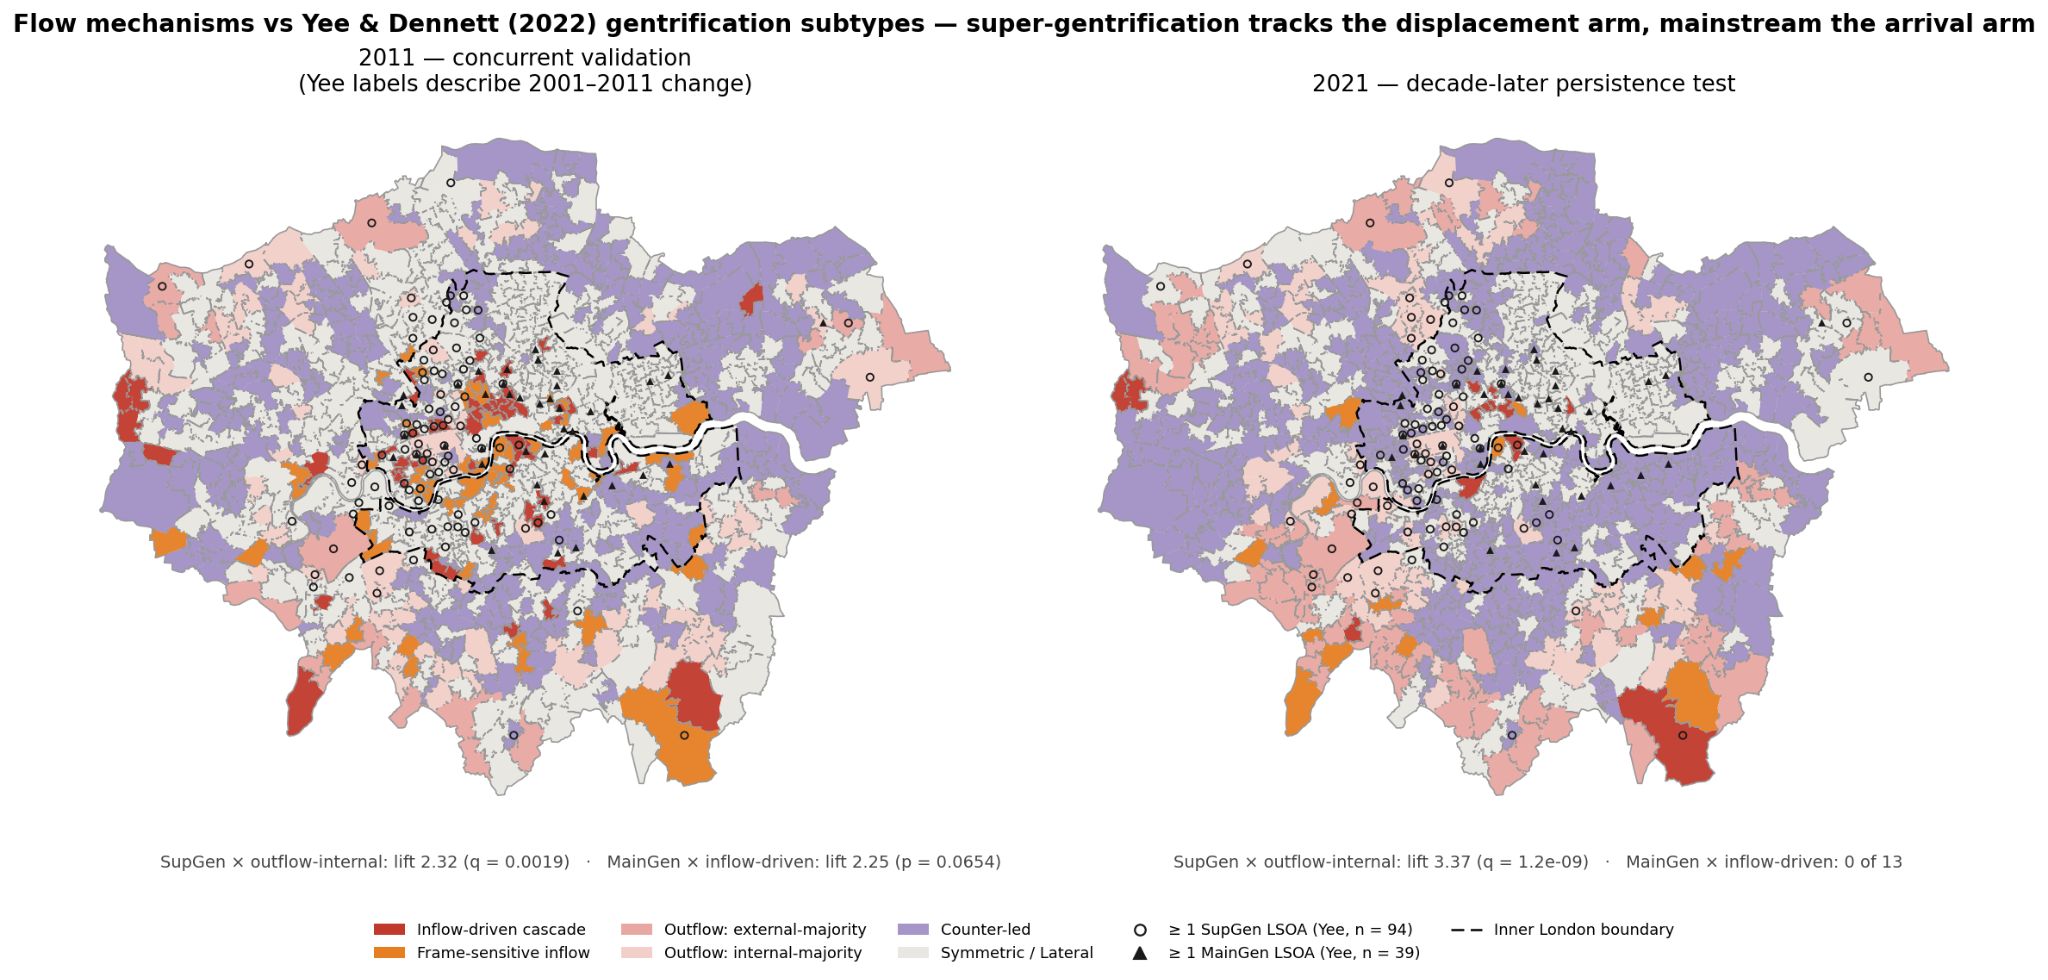 Flow mechanisms vs Yee & Dennett (2022) gentrification subtypes — super-gentrification tracks the displacement arm, mainstream the arrival arm
2011 — concurrent validation
(Yee labels describe 2001–2011 change)
2021 — decade-later persistence test
SupGen × outflow-internal: lift 2.32 (q = 0.0019) · MainGen × inflow-driven: lift 2.25 (p = 0.0654)
SupGen × outflow-internal: lift 3.37 (q = 1.2e-09) · MainGen × inflow-driven: 0 of 13
Inflow-driven cascade
Frame-sensitive inflow
Outflow: external-majority
Outflow: internal-majority
Counter-led
Symmetric / Lateral
≥ 1 SupGen LSOA (Yee, n = 94)
≥ 1 MainGen LSOA (Yee, n = 39)
Inner London boundary